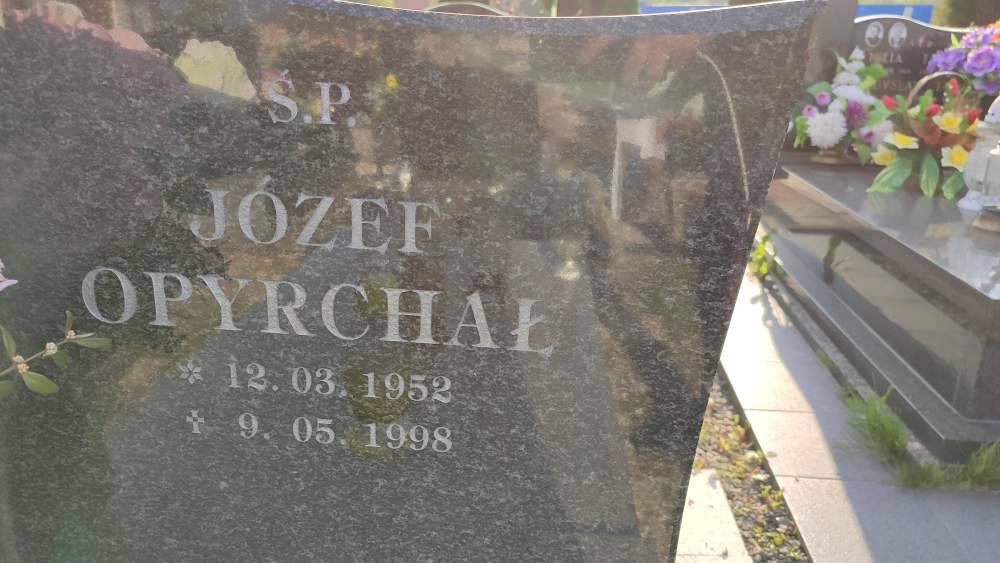 Ś.P.
JÓZEF
OPYRCHAŁ
* 12. 03. 1952
✝ 9. 05. 1998